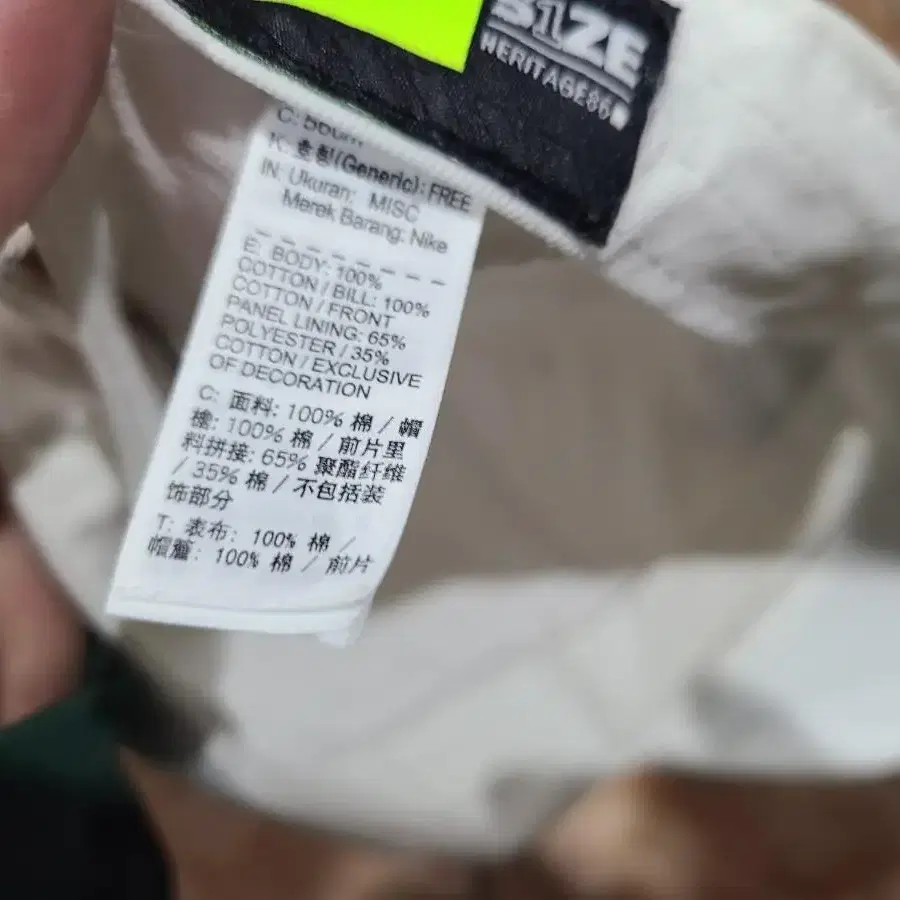 S1ZE
HERITAGE86
K: 호칭(Generic): FREE
IN: Ukuran: MISC
Merek Barang: Nike
E: BODY: 100%
COTTON / BILL: 100%
COTTON / FRONT
PANEL LINING: 65%
POLYESTER / 35%
COTTON / EXCLUSIVE
OF DECORATION
C: 面料: 100% 棉 / 帽
檐: 100% 棉 / 前片里
料拼接: 65% 聚酯纤维
/ 35% 棉 / 不包括装
饰部分
T: 表布: 100% 棉 /
帽簷: 100% 棉 / 前片